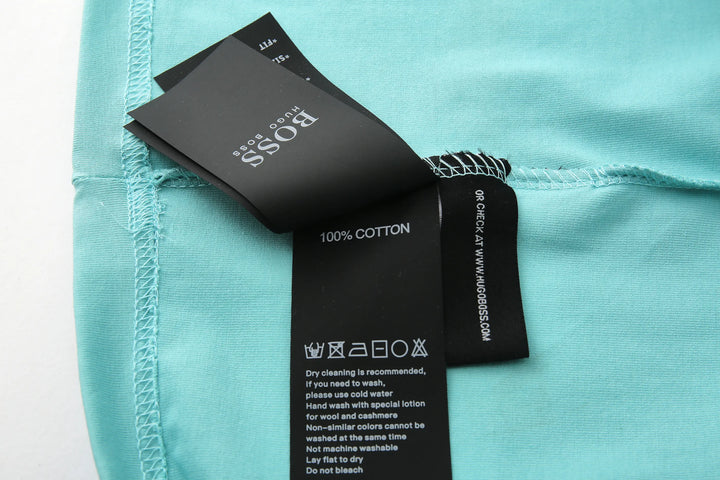 *FIT
*SIZ
BOSS
HUGO BOSS
OR CHECK AT WWW.HUGOBOSS.COM
100% COTTON
Dry cleaning is recommended,
if you need to wash,
please use cold water
Hand wash with special lotion
for wool and cashmere
Non-similar colors cannot be
washed at the same time
Not machine washable
Lay flat to dry
Do not bleach